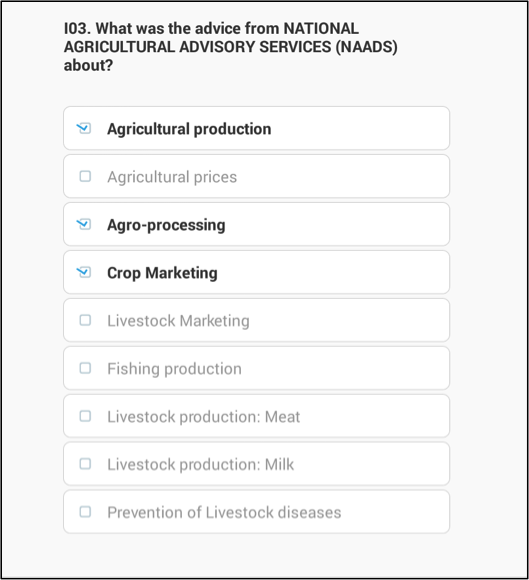 I03. What was the advice from NATIONAL
AGRICULTURAL ADVISORY SERVICES (NAADS)
about?
Agricultural production
Agricultural prices
Agro-processing
Crop Marketing
Livestock Marketing
Fishing production
Livestock production: Meat
Livestock production: Milk
Prevention of Livestock diseases